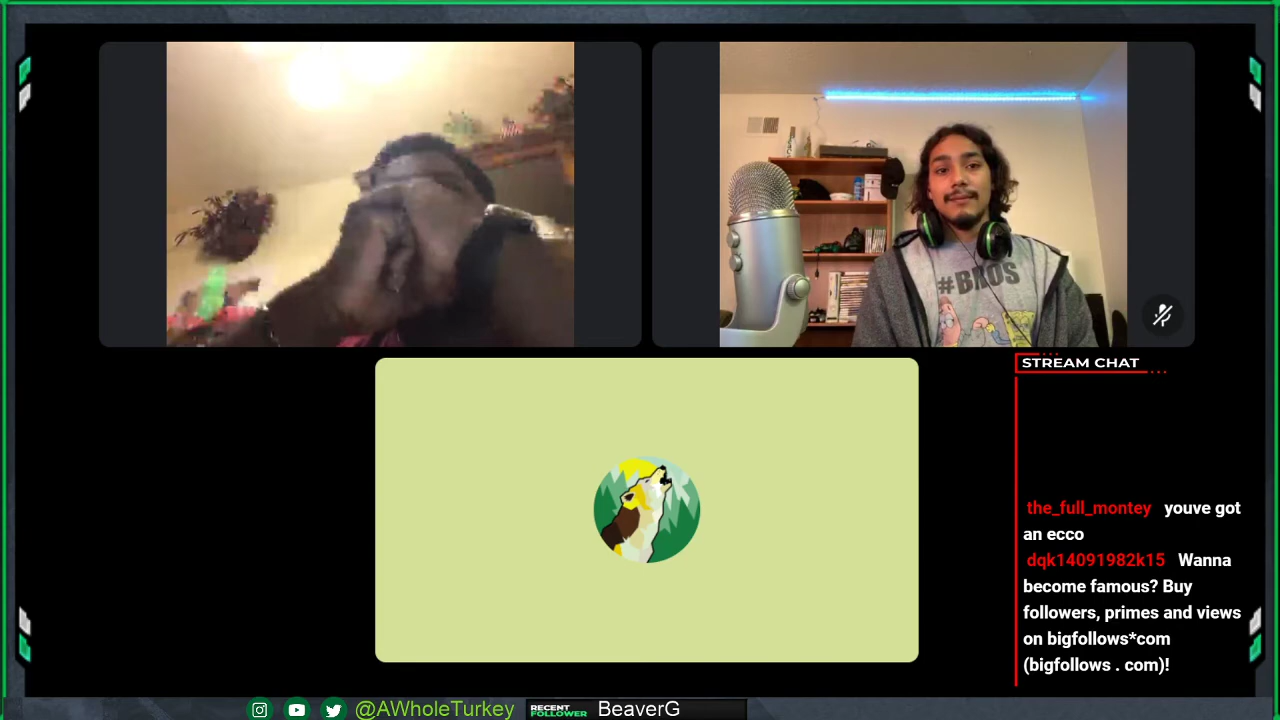 #BROS
STREAM CHAT
the_full_montey youve got
an ecco
dqk14091982k15 Wanna
become famous? Buy
followers, primes and views
on bigfollows*com
(bigfollows . com)!
@AWholeTurkey
RECENT
FOLLOWER
BeaverG